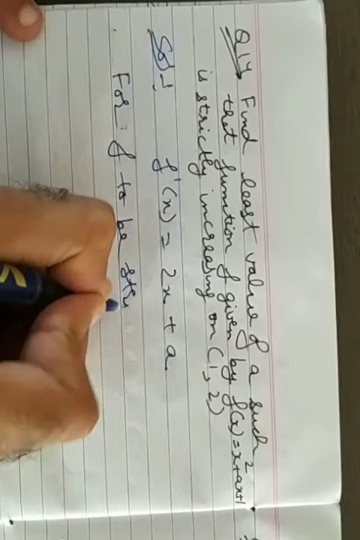 Q14 Find least value of a such
that function f given by f(x) = x²+ax+1
is strictly increasing on (1, 2)
Sol:- f'(x) = 2x + a
For f to be stri